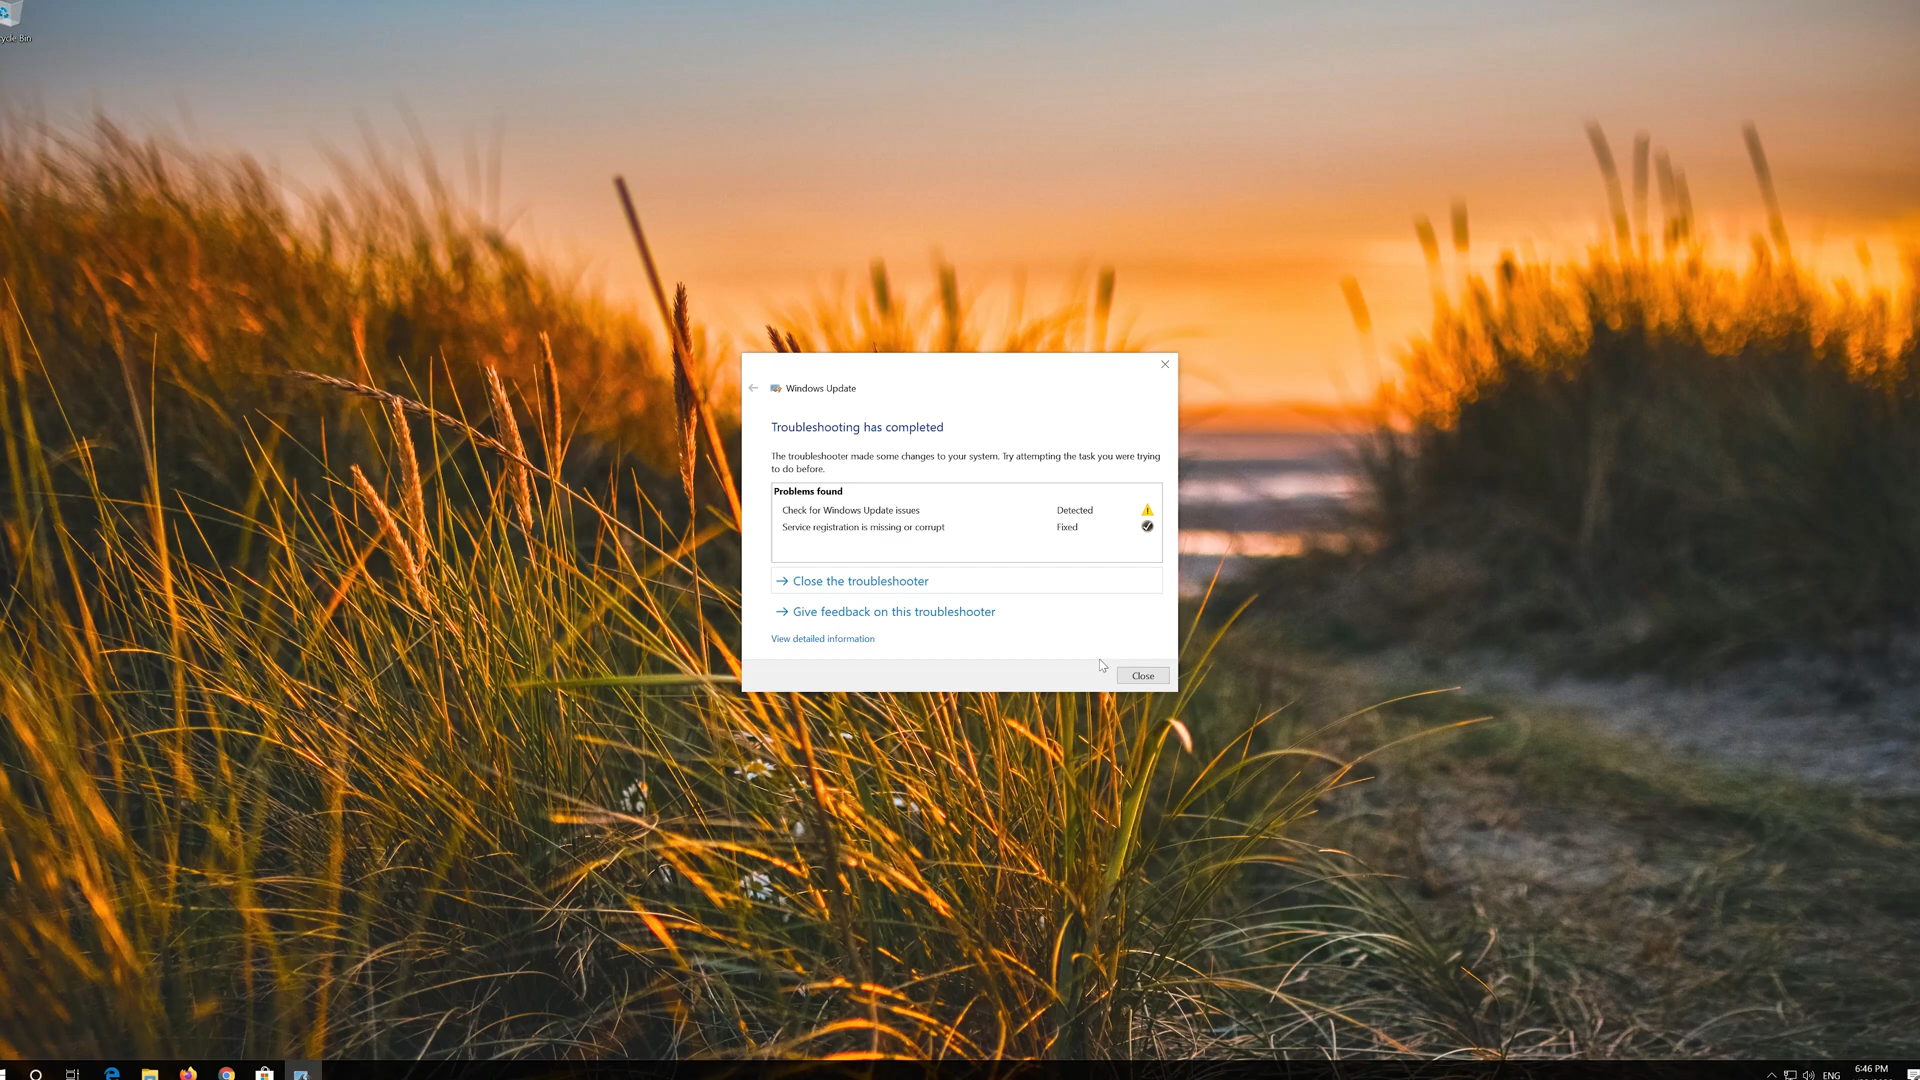 ycle Bin
Windows Update
Troubleshooting has completed
The troubleshooter made some changes to your system. Try attempting the task you were trying
to do before.
Problems found
Check for Windows Update issues Detected
Service registration is missing or corrupt Fixed
Close the troubleshooter
Give feedback on this troubleshooter
View detailed information
Close
ENG
6:46 PM